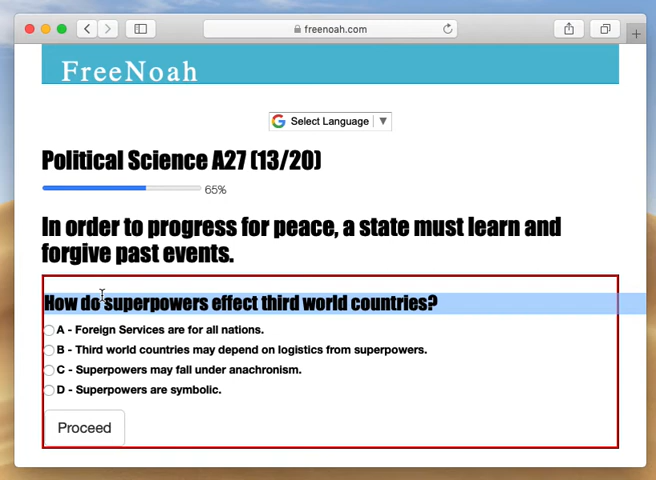 freenoah.com
FreeNoah
Select Language
Political Science A27 (13/20)
65%
In order to progress for peace, a state must learn and
forgive past events.
How do superpowers effect third world countries?
A - Foreign Services are for all nations.
B - Third world countries may depend on logistics from superpowers.
C - Superpowers may fall under anachronism.
D - Superpowers are symbolic.
Proceed